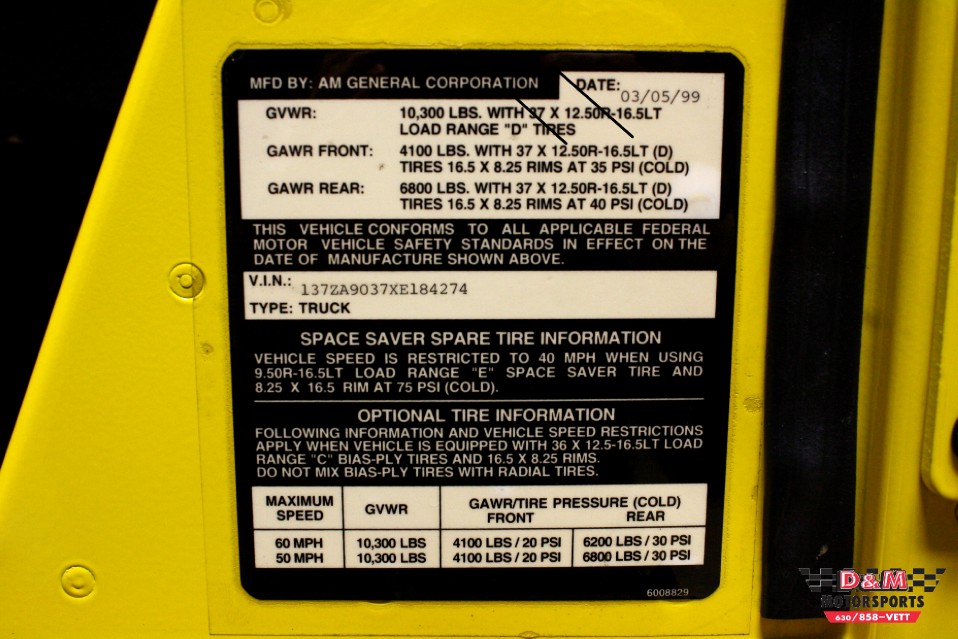 MFD BY: AM GENERAL CORPORATION DATE: 03/05/99
GVWR: 10,300 LBS. WITH 37 X 12.50R-16.5LT
LOAD RANGE "D" TIRES
GAWR FRONT: 4100 LBS. WITH 37 X 12.50R-16.5LT (D)
TIRES 16.5 X 8.25 RIMS AT 35 PSI (COLD)
GAWR REAR: 6800 LBS. WITH 37 X 12.50R-16.5LT (D)
TIRES 16.5 X 8.25 RIMS AT 40 PSI (COLD)
THIS VEHICLE CONFORMS TO ALL APPLICABLE FEDERAL
MOTOR VEHICLE SAFETY STANDARDS IN EFFECT ON THE
DATE OF MANUFACTURE SHOWN ABOVE.
V.I.N.: 137ZA9037XE184274
TYPE: TRUCK
SPACE SAVER SPARE TIRE INFORMATION
VEHICLE SPEED IS RESTRICTED TO 40 MPH WHEN USING
9.50R-16.5LT LOAD RANGE "E" SPACE SAVER TIRE AND
8.25 X 16.5 RIM AT 75 PSI (COLD).
OPTIONAL TIRE INFORMATION
FOLLOWING INFORMATION AND VEHICLE SPEED RESTRICTIONS
APPLY WHEN VEHICLE IS EQUIPPED WITH 36 X 12.5-16.5LT LOAD
RANGE "C" BIAS-PLY TIRES AND 16.5 X 8.25 RIMS.
DO NOT MIX BIAS-PLY TIRES WITH RADIAL TIRES.
MAXIMUM SPEED GVWR GAWR/TIRE PRESSURE (COLD)
FRONT REAR
60 MPH 10,300 LBS 4100 LBS / 20 PSI 6200 LBS / 30 PSI
50 MPH 10,300 LBS 4100 LBS / 20 PSI 6800 LBS / 30 PSI
6008829
D&M
MOTORSPORTS
630/858-VETT